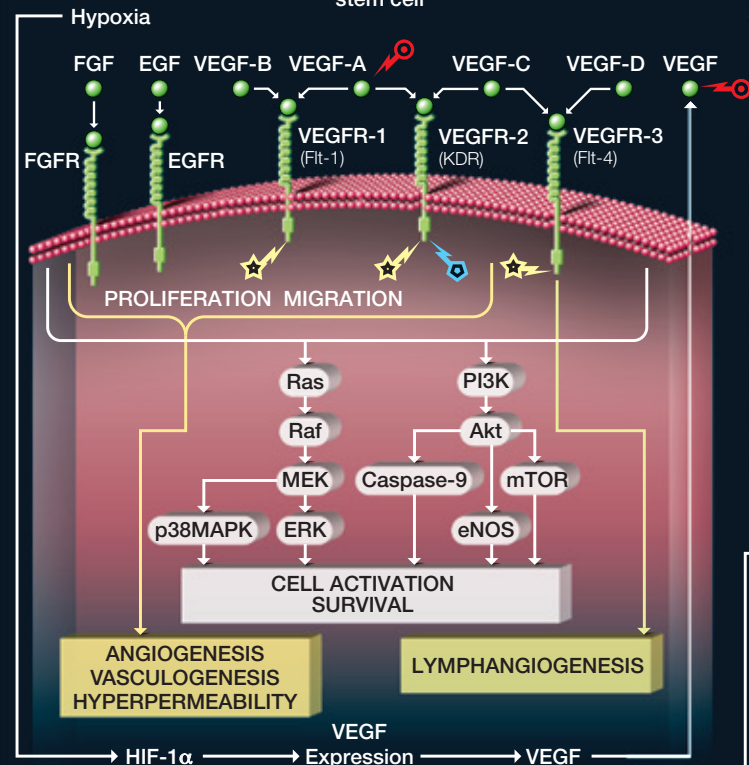 stem cell
Hypoxia
FGF EGF VEGF-B VEGF-A VEGF-C VEGF-D VEGF
FGFR
EGFR
VEGFR-1
(Flt-1)
VEGFR-2
(KDR)
VEGFR-3
(Flt-4)
PROLIFERATION MIGRATION
Ras PI3K
Raf Akt
MEK Caspase-9 mTOR
p38MAPK ERK eNOS
CELL ACTIVATION
SURVIVAL
ANGIOGENESIS
VASCULOGENESIS
HYPERPERMEABILITY
LYMPHANGIOGENESIS
VEGF
HIF-1α Expression VEGF